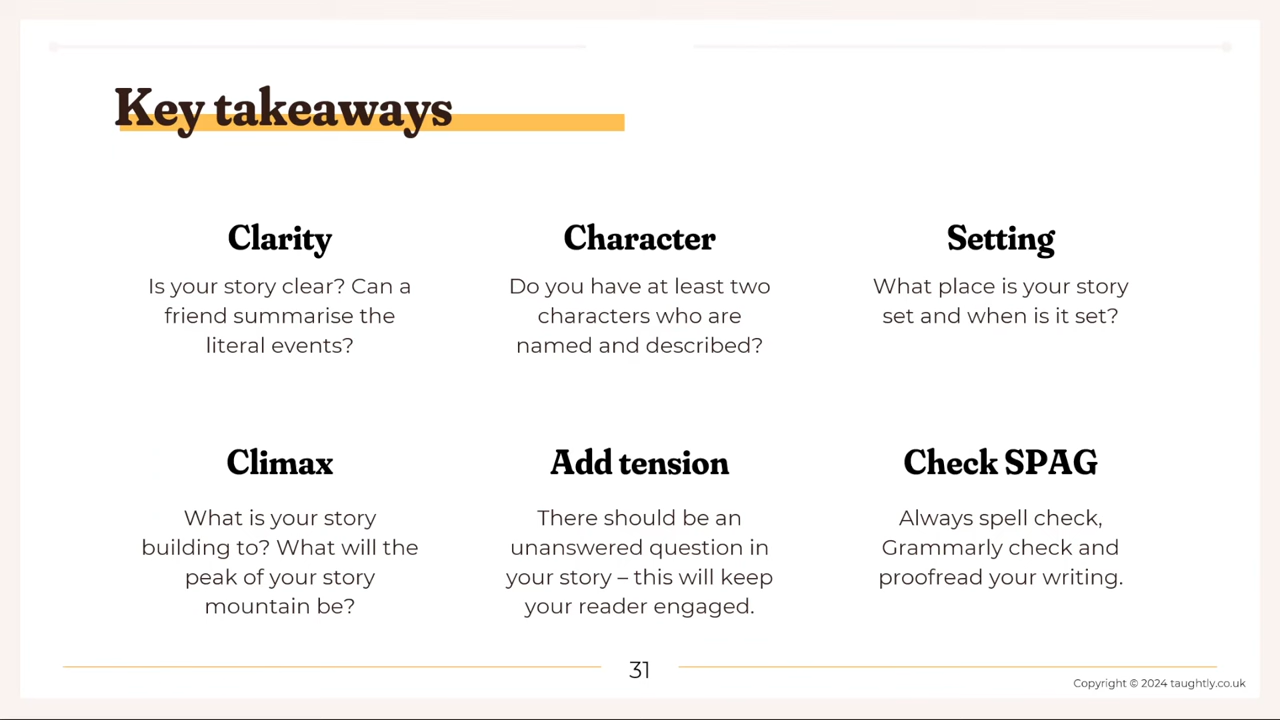 Key takeaways
Clarity
Is your story clear? Can a
friend summarise the
literal events?
Character
Do you have at least two
characters who are
named and described?
Setting
What place is your story
set and when is it set?
Climax
What is your story
building to? What will the
peak of your story
mountain be?
Add tension
There should be an
unanswered question in
your story – this will keep
your reader engaged.
Check SPAG
Always spell check,
Grammarly check and
proofread your writing.
31
Copyright © 2024 taughtly.co.uk